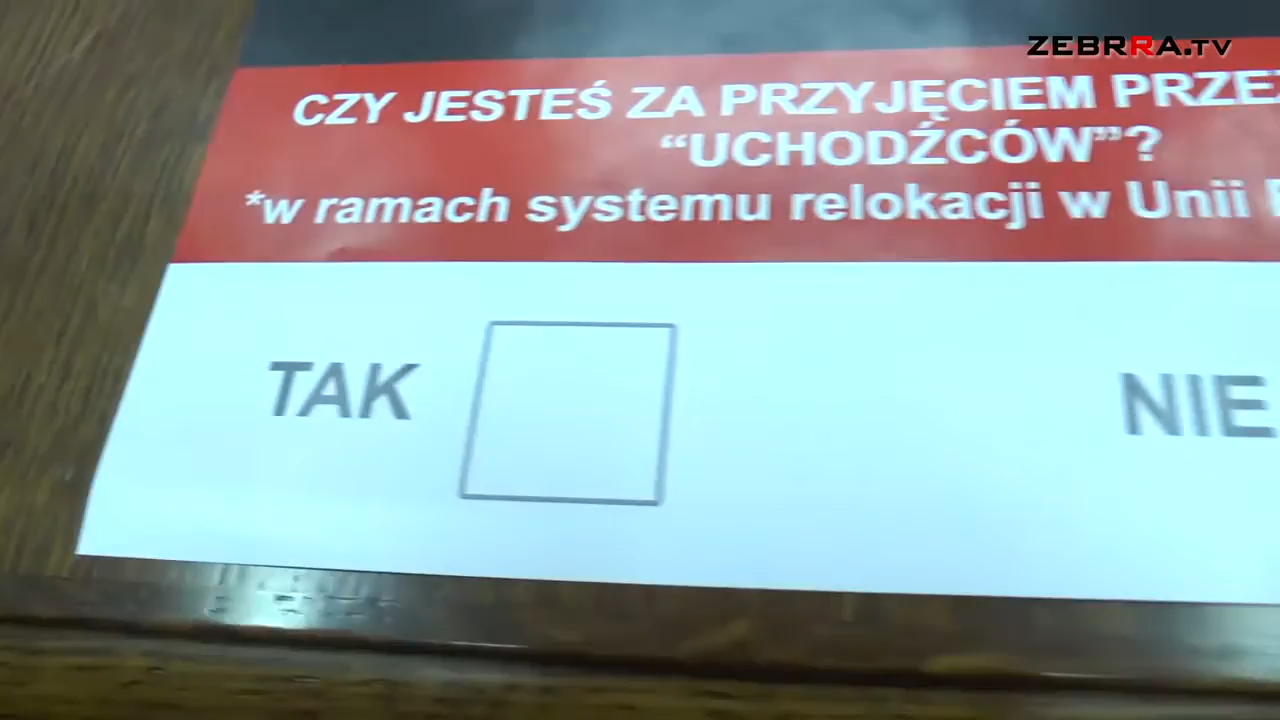 ZEBRRA.TV
CZY JESTEŚ ZA PRZYJĘCIEM
“UCHODŹCÓW”?
*w ramach systemu relokacji w Unii
TAK
NIE